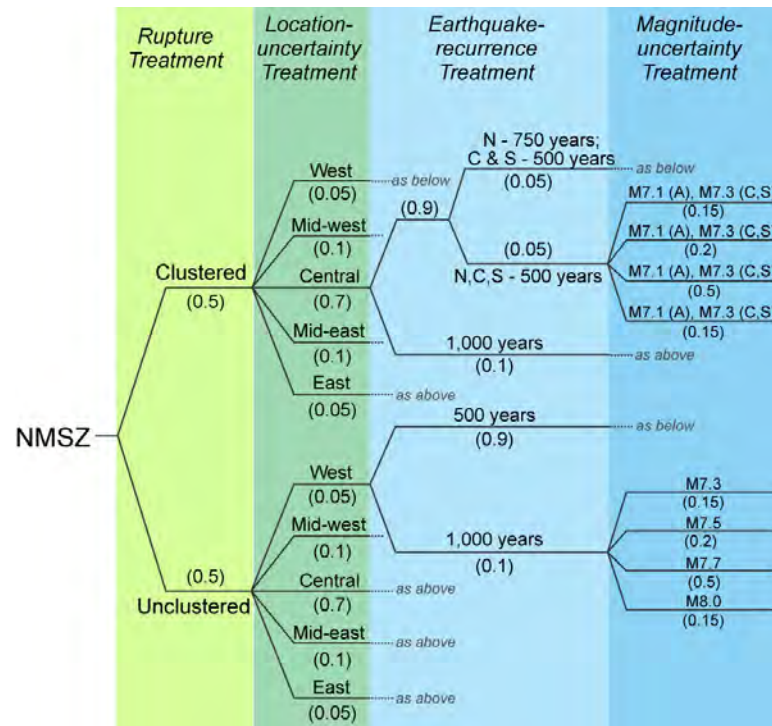 Rupture
Treatment
Location-
uncertainty
Treatment
Earthquake-
recurrence
Treatment
Magnitude-
uncertainty
Treatment
NMSZ
Clustered
(0.5)
West
(0.05)
as below
Mid-west
(0.1)
Central
(0.7)
Mid-east
(0.1)
East
(0.05)
as above
(0.9)
N - 750 years;
C & S - 500 years
(0.05)
as below
(0.05)
N,C,S - 500 years
1,000 years
(0.1)
as above
M7.1 (A), M7.3 (C,S
(0.15)
M7.1 (A), M7.3 (C,S
(0.2)
M7.1 (A), M7.3 (C,S
(0.5)
M7.1 (A), M7.3 (C,S
(0.15)
(0.5)
Unclustered
West
(0.05)
Mid-west
(0.1)
Central
(0.7)
as above
Mid-east
(0.1)
as above
East
(0.05)
as above
500 years
(0.9)
as below
1,000 years
(0.1)
M7.3
(0.15)
M7.5
(0.2)
M7.7
(0.5)
M8.0
(0.15)